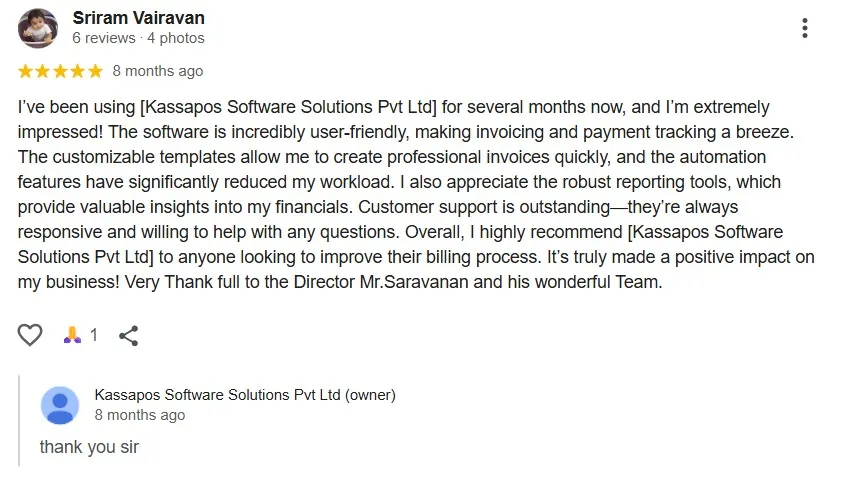 Sriram Vairavan
6 reviews · 4 photos
8 months ago
I've been using [Kassapos Software Solutions Pvt Ltd] for several months now, and I'm extremely
impressed! The software is incredibly user-friendly, making invoicing and payment tracking a breeze.
The customizable templates allow me to create professional invoices quickly, and the automation
features have significantly reduced my workload. I also appreciate the robust reporting tools, which
provide valuable insights into my financials. Customer support is outstanding—they're always
responsive and willing to help with any questions. Overall, I highly recommend [Kassapos Software
Solutions Pvt Ltd] to anyone looking to improve their billing process. It's truly made a positive impact on
my business! Very Thank full to the Director Mr.Saravanan and his wonderful Team.
1
Kassapos Software Solutions Pvt Ltd (owner)
8 months ago
thank you sir